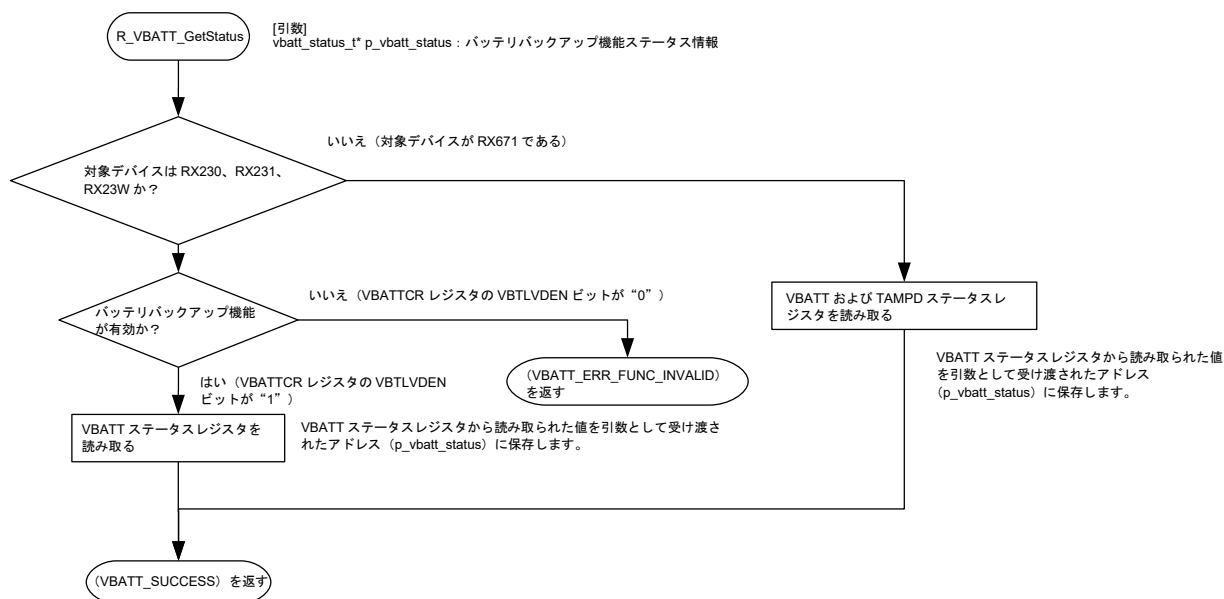 R_VBATT_GetStatus
[引数]
vbatt_status_t* p_vbatt_status：バッテリバックアップ機能ステータス情報
いいえ（対象デバイスが RX671 である）
対象デバイスは RX230、RX231、
RX23W か？
いいえ（VBATTCR レジスタの VBTLVDEN ビットが“0”）
バッテリバックアップ機能
が有効か？
VBATT および TAMPD ステータスレ
ジスタを読み取る
（VBATT_ERR_FUNC_INVALID）
を返す
VBATT ステータスレジスタから読み取られた値
を引数として受け渡されたアドレス
（p_vbatt_status）に保存します。
はい（VBATTCR レジスタの VBTLVDEN
ビットが“1”）
VBATT ステータスレジスタを
読み取る
VBATT ステータスレジスタから読み取られた値を引数として受け渡さ
れたアドレス（p_vbatt_status）に保存します。
（VBATT_SUCCESS）を返す